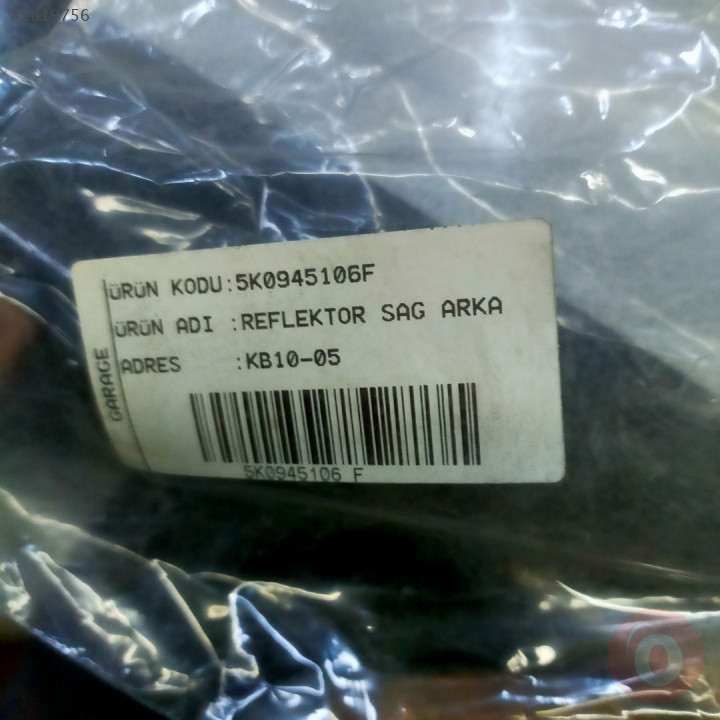 ÜRÜN KODU:5K0945106F
ÜRÜN ADI :REFLEKTOR SAG ARKA
ADRES :KB10-05
GARAGE
5K0945106 F